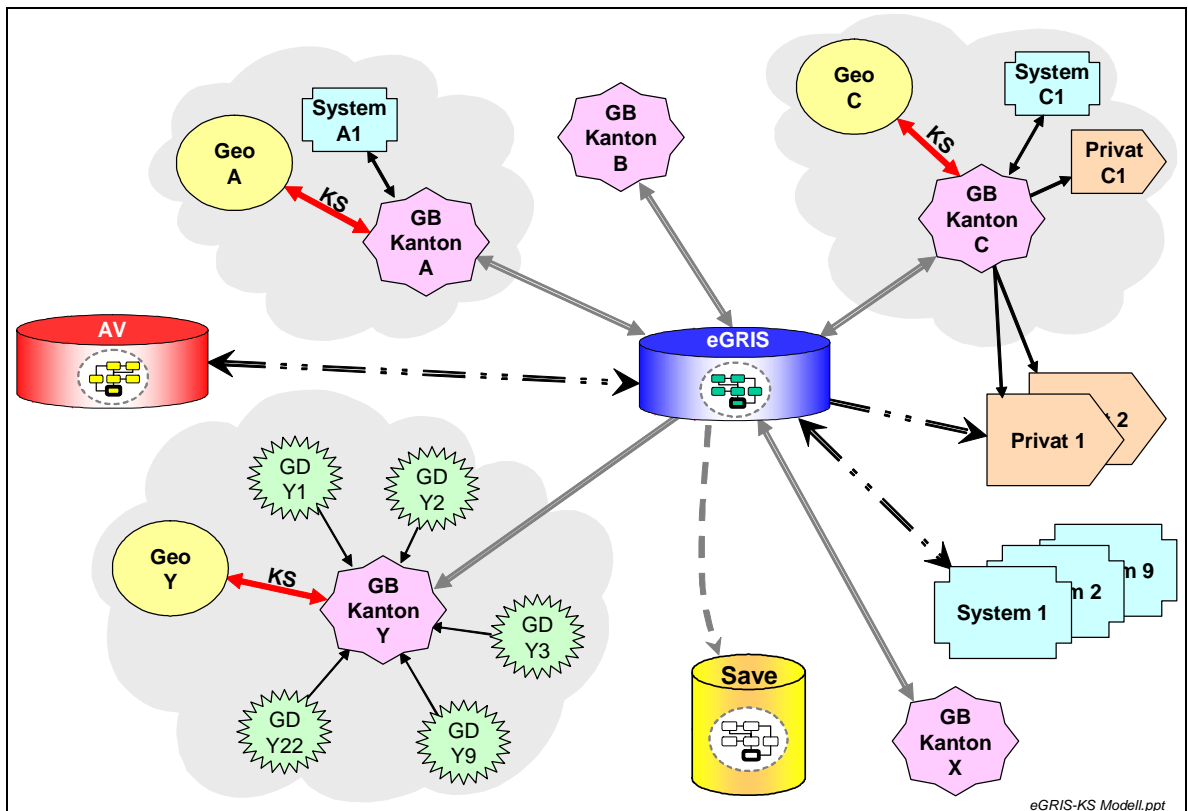 Geo
A
System
A1
KS
GB
Kanton
A
GB
Kanton
B
Geo
C
System
C1
KS
Privat
C1
GB
Kanton
C
AV
eGRIS
Privat 1
2
GD
Y1
GD
Y2
Geo
Y
KS
GB
Kanton
Y
GD
Y3
GD
Y22
GD
Y9
System 1
m 2
m 9
Save
GB
Kanton
X
eGRIS-KS Modell.ppt